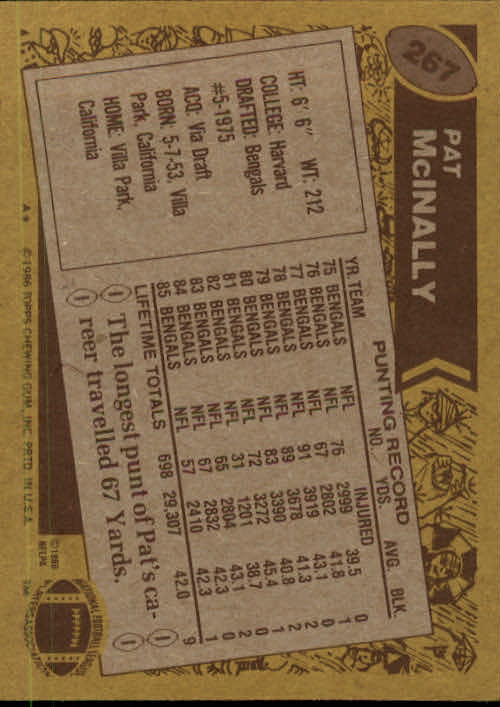 267
PAT
McINALLY
HT: 6' 6" WT: 212
COLLEGE: Harvard
DRAFTED: Bengals
#5-1975
ACQ: Via Draft
BORN: 5-7-53, Villa
Park, California
HOME: Villa Park,
California
PUNTING RECORD
YR. TEAM NO. YDS. AVG. BLK.
75 BENGALS NFL INJURED
76 BENGALS NFL 76 2999 39.5 0
77 BENGALS NFL 67 2802 41.8 1
78 BENGALS NFL 91 3919 43.1 2
79 BENGALS NFL 89 3678 41.3 2
80 BENGALS NFL 83 3390 40.8
81 BENGALS NFL 72 3272 45.4 1
82 BENGALS NFL 31 1201 38.7 0
83 BENGALS NFL 65 2804 43.1 2
84 BENGALS NFL 67 2832 42.3 0
85 BENGALS NFL 57 2410 42.3 1
LIFETIME TOTALS 698 29,307 42.0 9
The longest punt of Pat's ca-
reer travelled 67 Yards.
A* ©1986 TOPPS CHEWING GUM, INC. PRTD. IN U.S.A.
©1986
NFLPA
NATIONAL FOOTBALL LEAGUE
TM